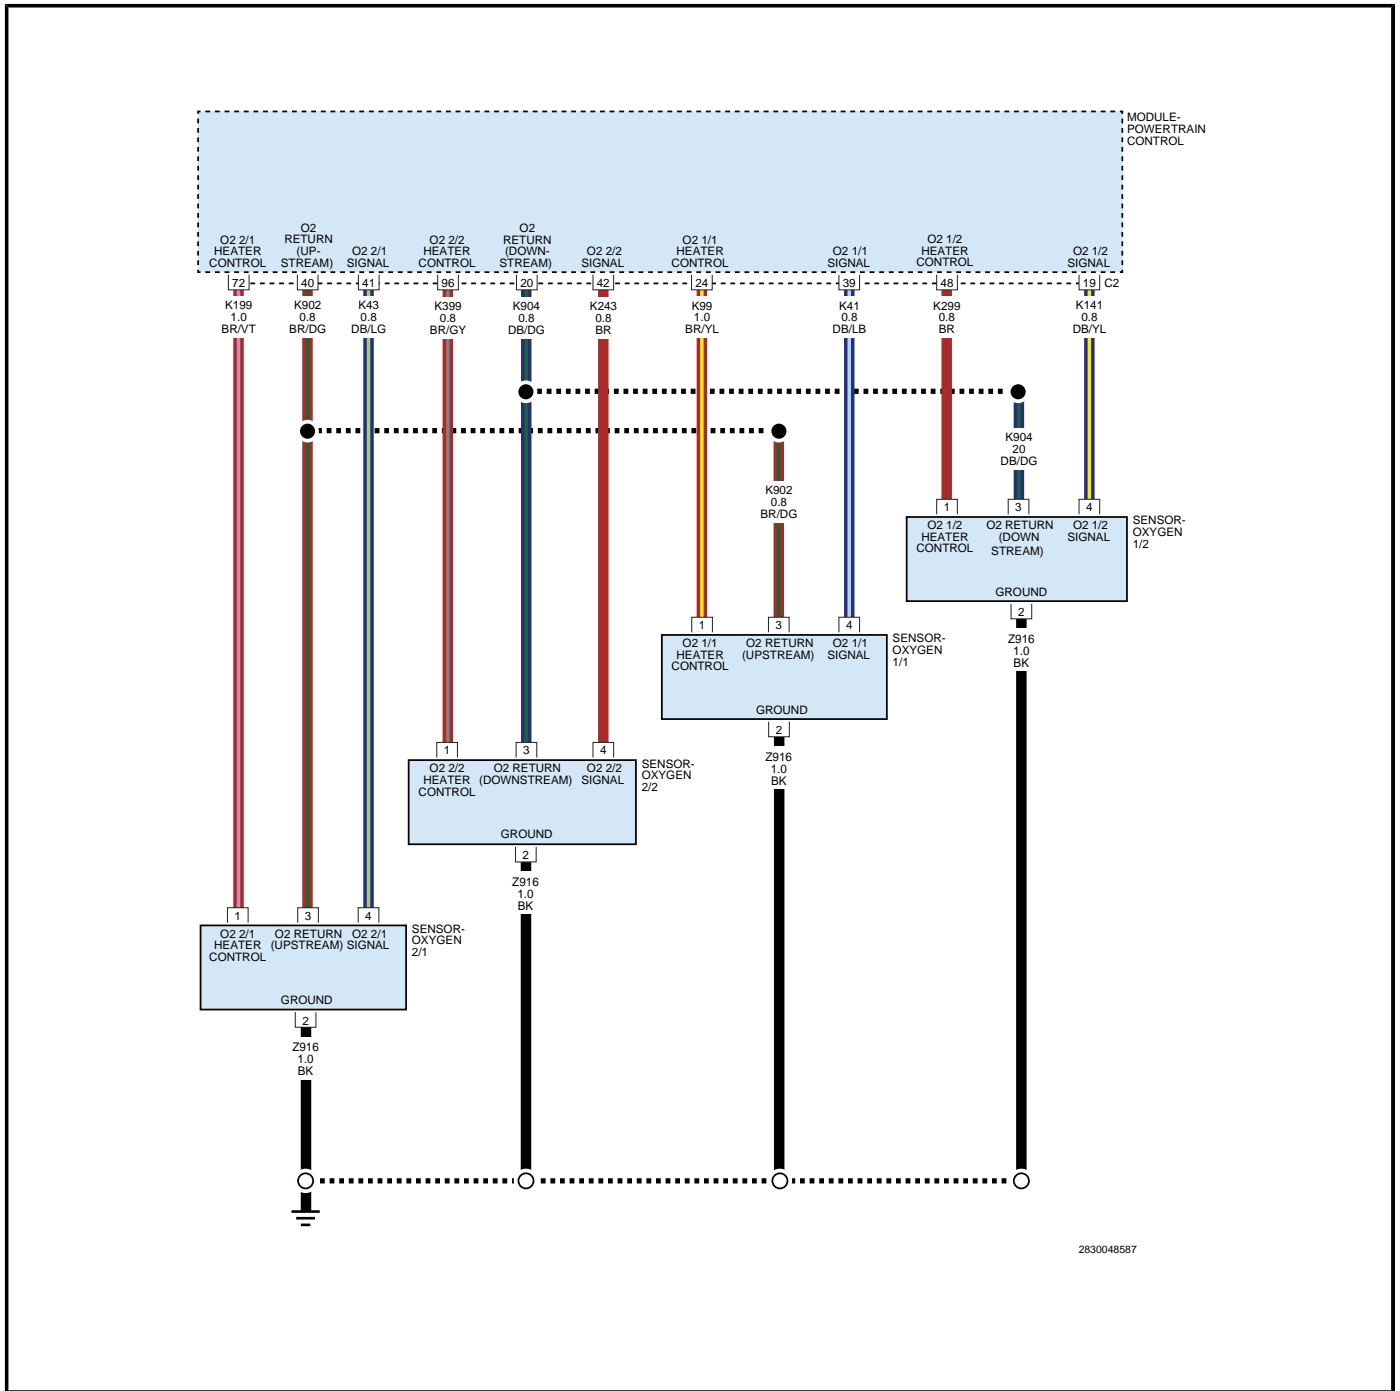 MODULE-
POWERTRAIN
CONTROL
O2 2/1
HEATER
CONTROL
O2
RETURN
(UP-
STREAM)
O2 2/1
SIGNAL
O2 2/2
HEATER
CONTROL
O2
RETURN
(DOWN-
STREAM)
O2 2/2
SIGNAL
O2 1/1
HEATER
CONTROL
O2 1/1
SIGNAL
O2 1/2
HEATER
CONTROL
O2 1/2
SIGNAL
72 40 41 96 20 42 24 39 48 19 C2
K199
1.0
BR/VT
K902
0.8
BR/DG
K43
0.8
DB/LG
K399
0.8
BR/GY
K904
0.8
DB/DG
K243
0.8
BR
K99
1.0
BR/YL
K41
0.8
DB/LB
K299
0.8
BR
K141
0.8
DB/YL
K904
20
DB/DG
K902
0.8
BR/DG
1 3 4
O2 1/2
HEATER
CONTROL
O2 RETURN
(DOWN
STREAM)
O2 1/2
SIGNAL
GROUND
SENSOR-
OXYGEN
1/2
2
Z916
1.0
BK
1 3 4
O2 1/1
HEATER
CONTROL
O2 RETURN
(UPSTREAM)
O2 1/1
SIGNAL
GROUND
SENSOR-
OXYGEN
1/1
2
Z916
1.0
BK
1 3 4
O2 2/2
HEATER
CONTROL
O2 RETURN
(DOWNSTREAM)
O2 2/2
SIGNAL
GROUND
SENSOR-
OXYGEN
2/2
2
Z916
1.0
BK
1 3 4
O2 2/1
HEATER
CONTROL
O2 RETURN
(UPSTREAM)
O2 2/1
SIGNAL
GROUND
SENSOR-
OXYGEN
2/1
2
Z916
1.0
BK
2830048587